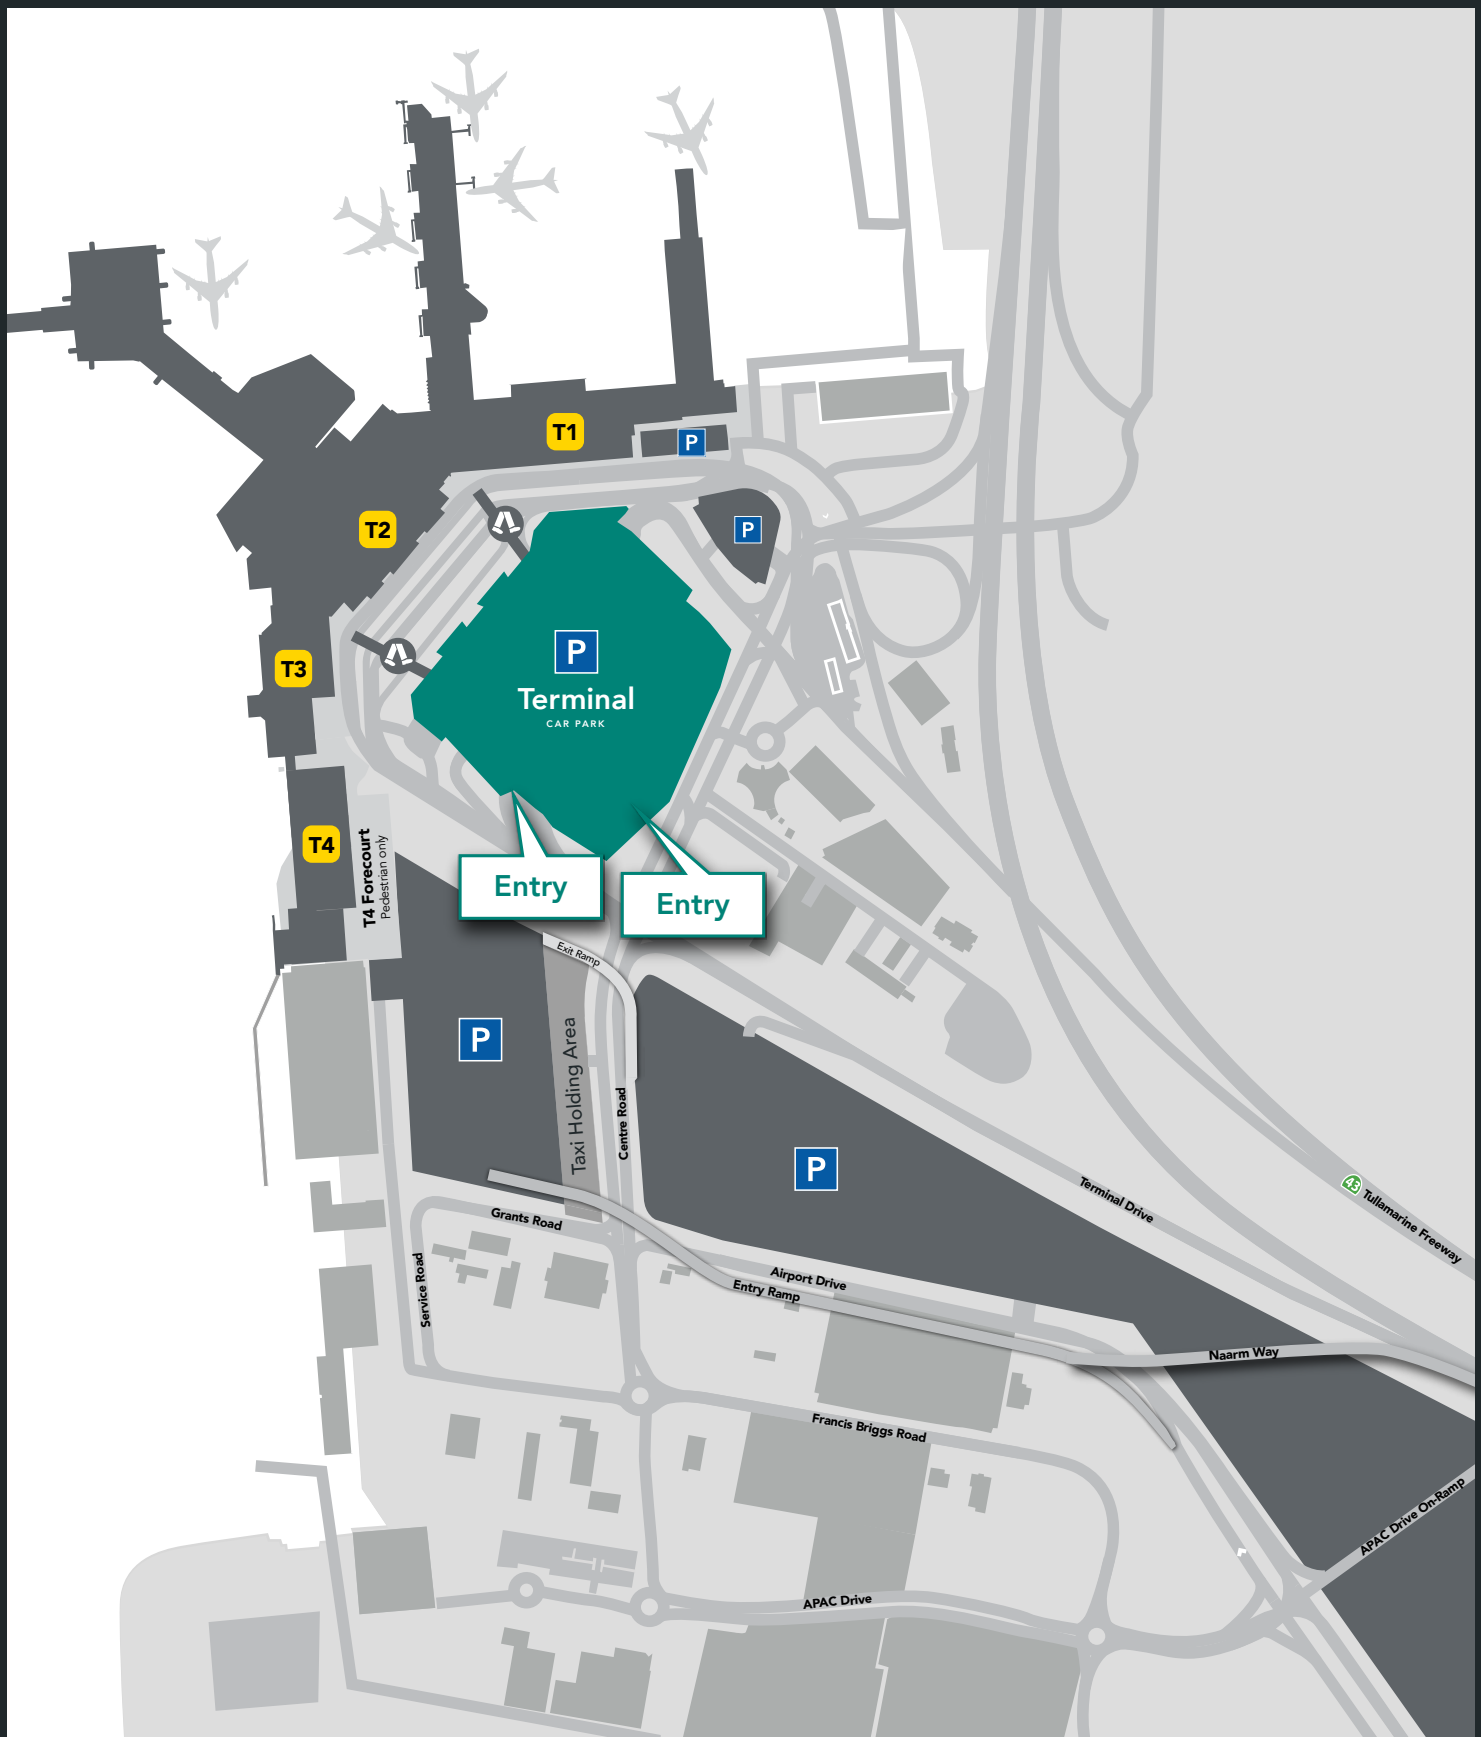 T1
P
T2
P
T3
P
Terminal
CAR PARK
T4
T4 Forecourt
Pedestrian only
Entry
Entry
Exit Ramp
P
Taxi Holding Area
Centre Road
P
Terminal Drive
43
Tullamarine Freeway
Grants Road
Service Road
Airport Drive
Entry Ramp
Naarm Way
Francis Briggs Road
APAC Drive On-Ramp
APAC Drive